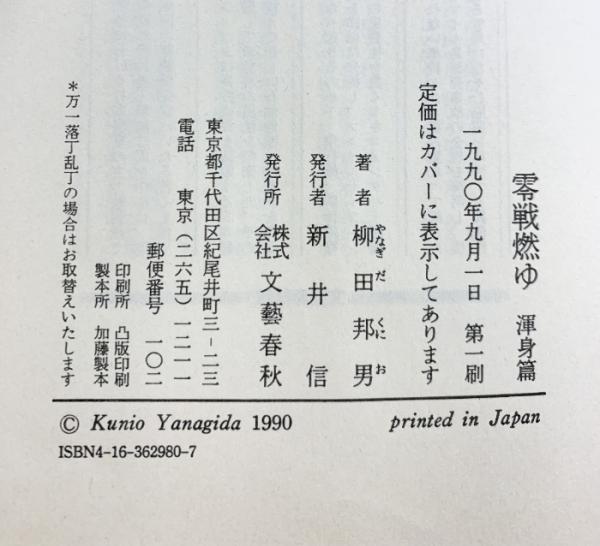 零戦燃ゆ 渾身篇
一九九〇年九月一日 第一刷
定価はカバーに表示してあります
著者 柳田邦男
やなぎ だ くに お
発行者 新井信
発行所 株式会社 文藝春秋
東京都千代田区紀尾井町三−二三
電話 東京(二六五)一二一一
郵便番号 一〇二
印刷所 凸版印刷
製本所 加藤製本
*万一落丁乱丁の場合はお取替えいたします
© Kunio Yanagida 1990 printed in Japan
ISBN4-16-362980-7